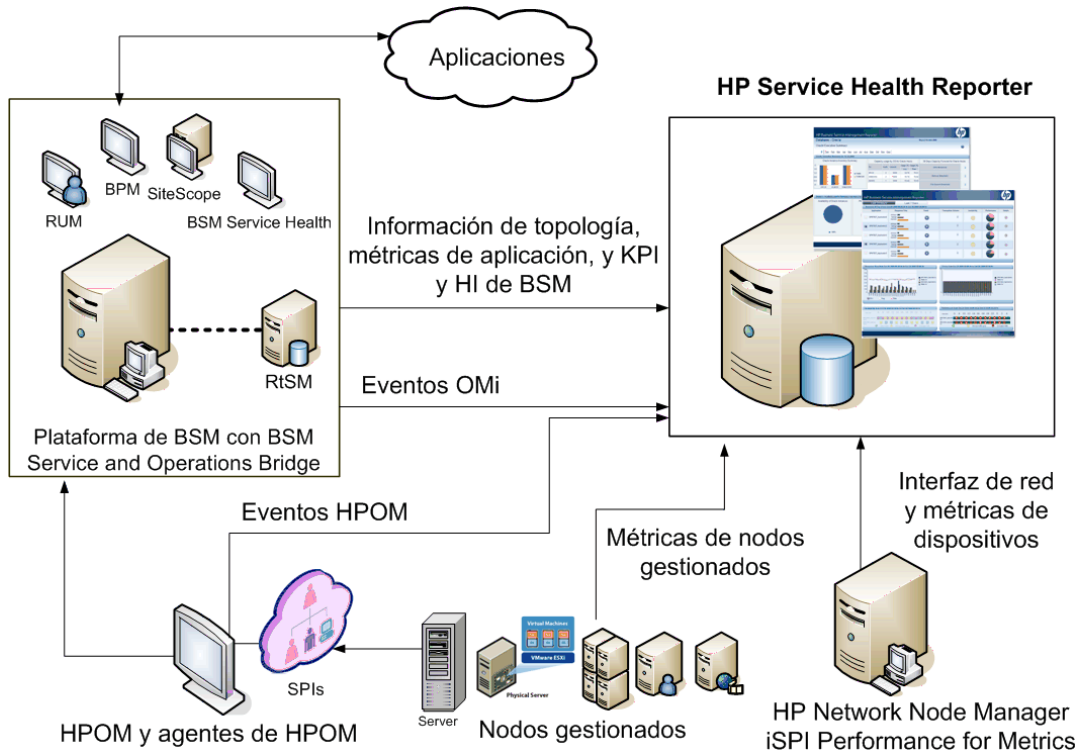 Aplicaciones
HP Service Health Reporter
RUM
BPM
SiteScope
BSM Service Health
Información de topología,
métricas de aplicación, y KPI
y HI de BSM
RtSM
Eventos OMi
Plataforma de BSM con BSM
Service and Operations Bridge
Eventos HPOM
Métricas de nodos
gestionados
Interfaz de red
y métricas de
dispositivos
SPIs
HPOM y agentes de HPOM
Server
Virtual Machines
VMware ESXi
Physical Server
Nodos gestionados
HP Network Node Manager
iSPI Performance for Metrics